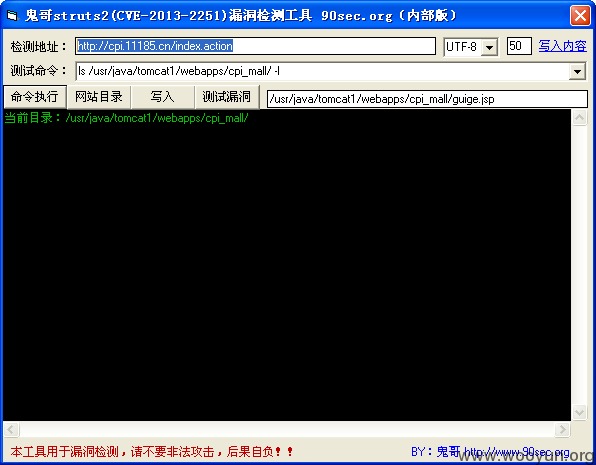 鬼哥struts2(CVE-2013-2251)漏洞检测工具 90sec.org（内部版）
检测地址： http://cpi.11185.cn/index.action UTF-8 50 写入内容
测试命令： ls /usr/java/tomcat1/webapps/cpi_mall/ -l
命令执行 网站目录 写入 测试漏洞 /usr/java/tomcat1/webapps/cpi_mall/guige.jsp
当前目录：/usr/java/tomcat1/webapps/cpi_mall/
本工具用于漏洞检测，请不要非法攻击，后果自负！！ BY：鬼哥 http://www.90sec.org
www.wooyun.org